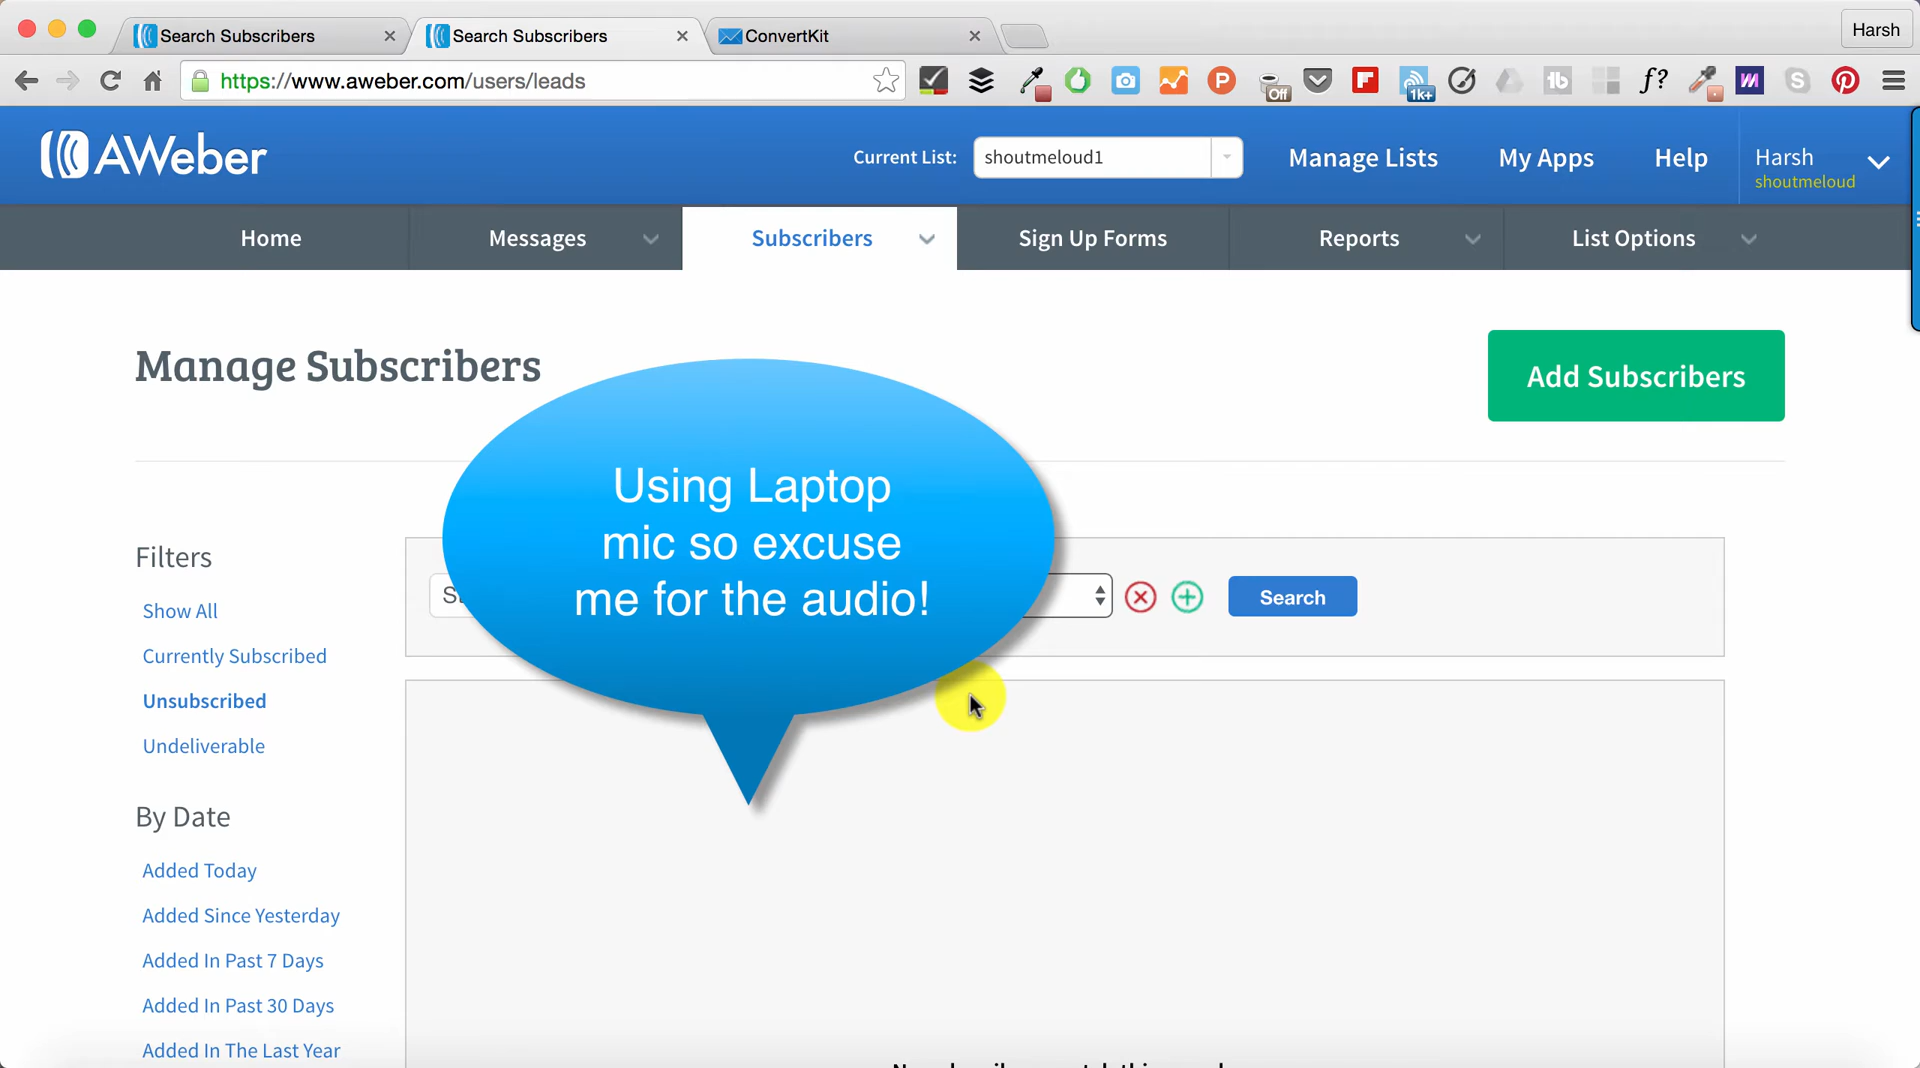 Search Subscribers
Search Subscribers
ConvertKit
Harsh
https://www.aweber.com/users/leads
Off
1k+
f?
AWeber
Current List:
shoutmeloud1
Manage Lists
My Apps
Help
Harsh
shoutmeloud
Home
Messages
Subscribers
Sign Up Forms
Reports
List Options
Manage Subscribers
Add Subscribers
Using Laptop
mic so excuse
me for the audio!
Search
Filters
Show All
Currently Subscribed
Unsubscribed
Undeliverable
By Date
Added Today
Added Since Yesterday
Added In Past 7 Days
Added In Past 30 Days
Added In The Last Year